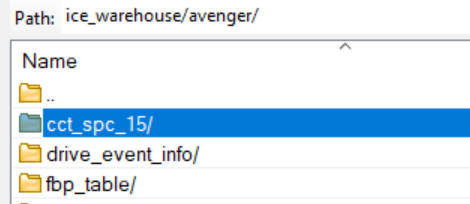 Path: ice_warehouse/avenger/
Name
..
cct_spc_15/
drive_event_info/
fbp_table/